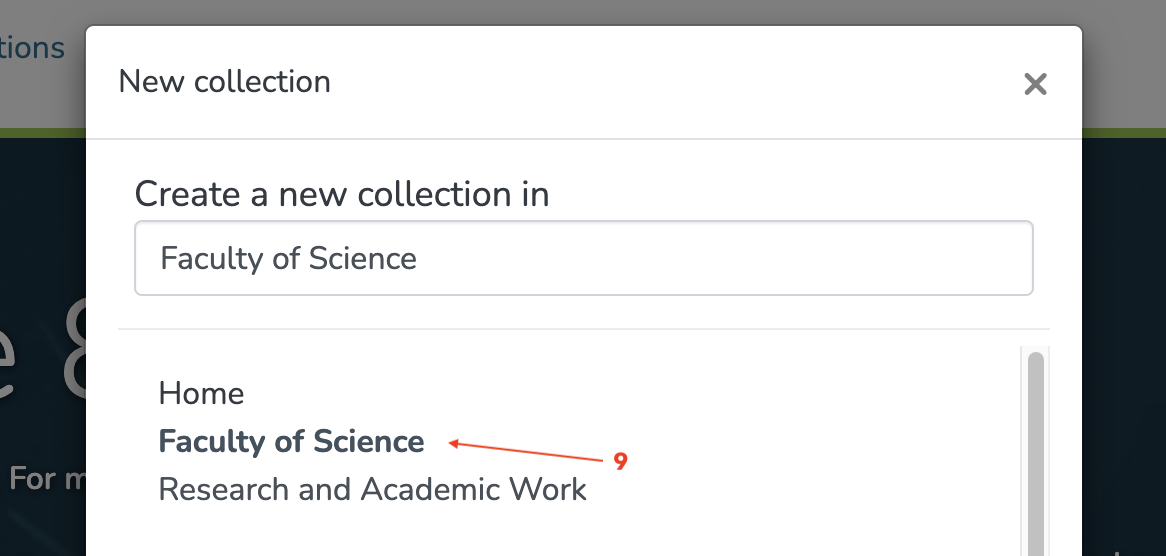 tions
New collection
Create a new collection in
Faculty of Science
Home
Faculty of Science
9
Research and Academic Work
e 8
For m